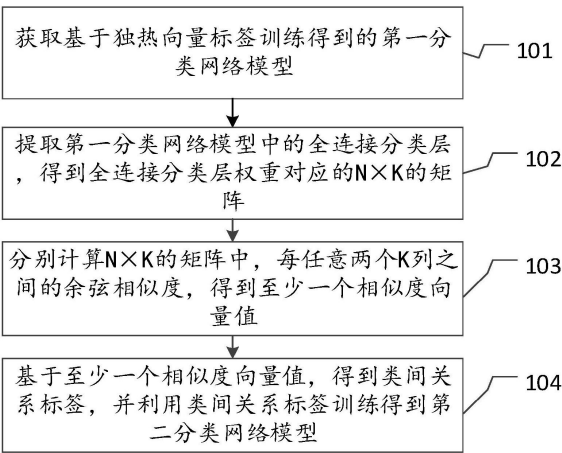 获取基于独热向量标签训练得到的第一分
类网络模型
101
提取第一分类网络模型中的全连接分类层
，得到全连接分类层权重对应的N×K的矩
阵
102
分别计算N×K的矩阵中，每任意两个K列之
间的余弦相似度，得到至少一个相似度向
量值
103
基于至少一个相似度向量值，得到类间关
系标签，并利用类间关系标签训练得到第
二分类网络模型
104